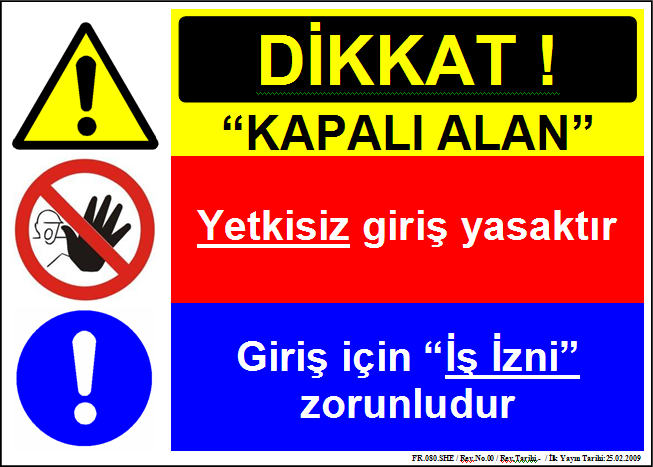 DİKKAT !
“KAPALI ALAN”
Yetkisiz giriş yasaktır
Giriş için “İş İzni”
zorunludur
FR.080.SHE / Rev.No.00 / Rev.Tarihi.- / İlk Yayın Tarihi:25.02.2009